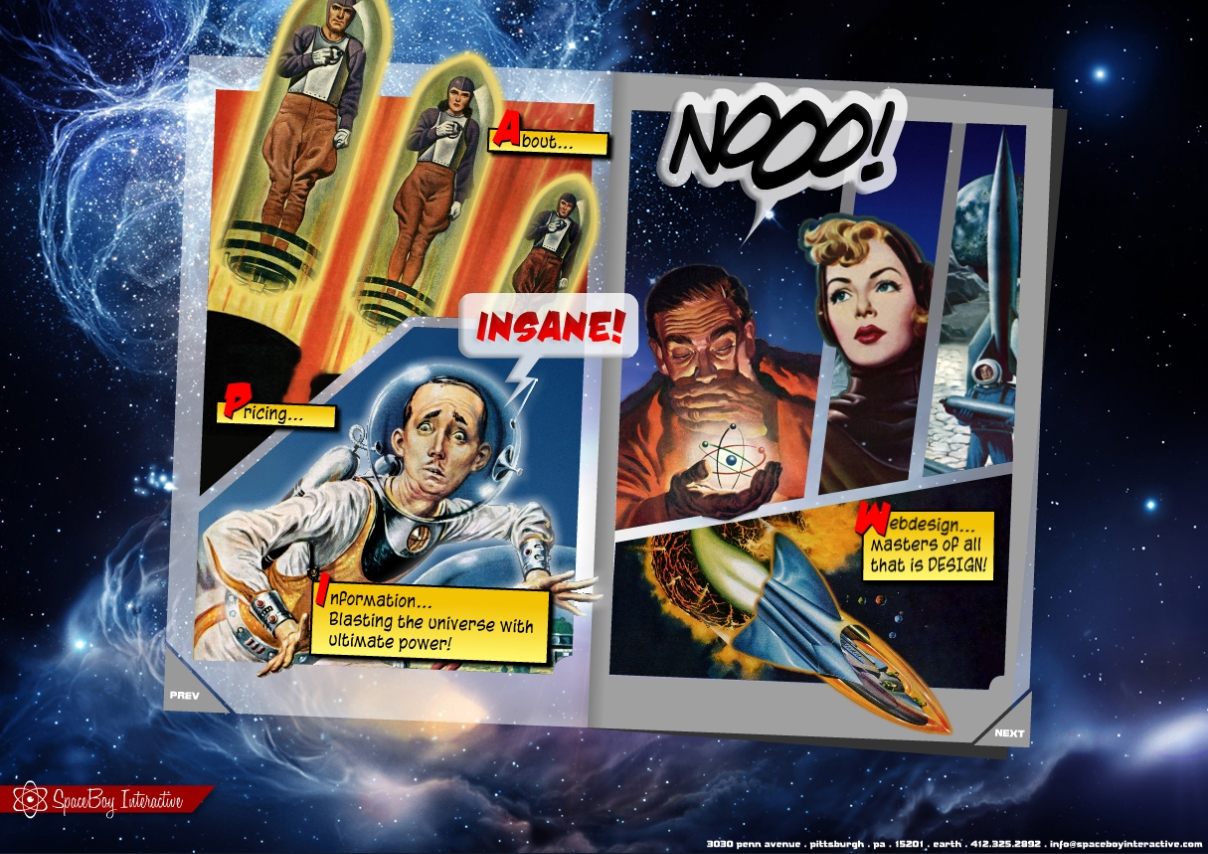 About...
NOOO!
INSANE!
Pricing...
Webdesign...
Masters of all
that is DESIGN!
Information...
Blasting the universe with
ultimate power!
PREV
NEXT
SpaceBoy Interactive
3030 penn avenue . pittsburgh . pa . 15201 . earth . 412.325.2892 . info@spaceboyinteractive.com